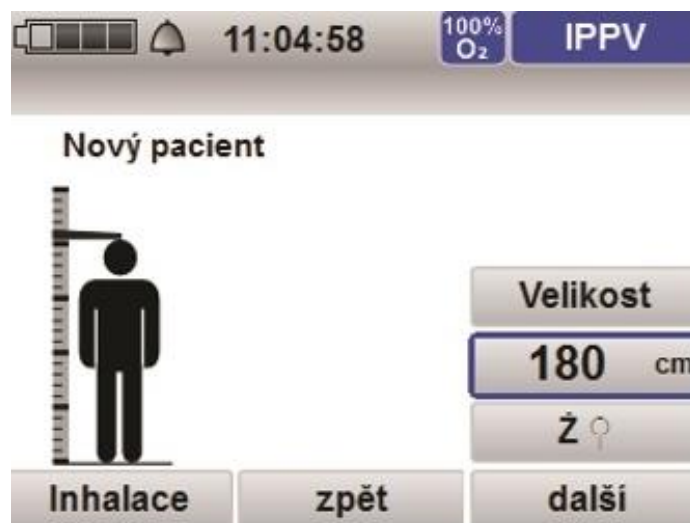 11:04:58 100% O₂ IPPV
Nový pacient
Velikost
180 cm
Ž
Inhalace zpět další